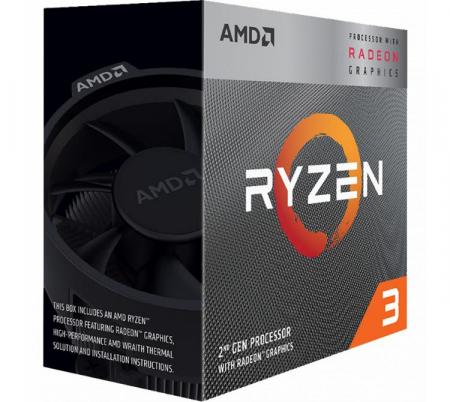 AMD
PROCESSOR WITH
RADEON
GRAPHICS
AMD
AMD
RYZEN
THIS BOX INCLUDES AN AMD RYZEN™
PROCESSOR FEATURING RADEON™ GRAPHICS,
HIGH-PERFORMANCE AMD WRAITH THERMAL
SOLUTION AND INSTALLATION INSTRUCTIONS.
2ND GEN PROCESSOR
WITH RADEON™ GRAPHICS
3